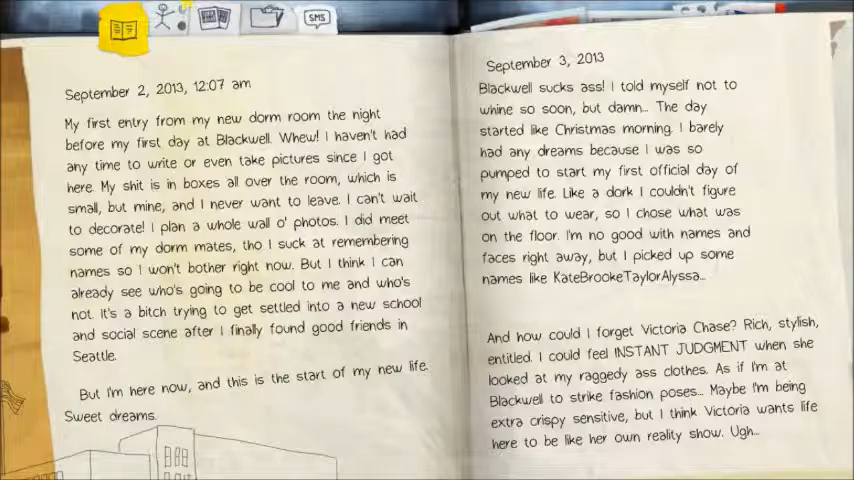 SMS
September 2, 2013, 12:07 am
My first entry from my new dorm room the night
before my first day at Blackwell. Whew! I haven't had
any time to write or even take pictures since I got
here. My shit is in boxes all over the room, which is
small, but mine, and I never want to leave. I can't wait
to decorate! I plan a whole wall o' photos. I did meet
some of my dorm mates, tho I suck at remembering
names so I won't bother right now. But I think I can
already see who's going to be cool to me and who's
not. It's a bitch trying to get settled into a new school
and social scene after I finally found good friends in
Seattle.
But I'm here now, and this is the start of my new life.
Sweet dreams.
September 3, 2013
Blackwell sucks ass! I told myself not to
whine so soon, but damn... The day
started like Christmas morning. I barely
had any dreams because I was so
pumped to start my first official day of
my new life. Like a dork I couldn't figure
out what to wear, so I chose what was
on the floor. I'm no good with names and
faces right away, but I picked up some
names like KateBrookeTaylorAlyssa...
And how could I forget Victoria Chase? Rich, stylish,
entitled. I could feel INSTANT JUDGMENT when she
looked at my raggedy ass clothes. As if I'm at
Blackwell to strike fashion poses... Maybe I'm being
extra crispy sensitive, but I think Victoria wants life
here to be like her own reality show. Ugh...